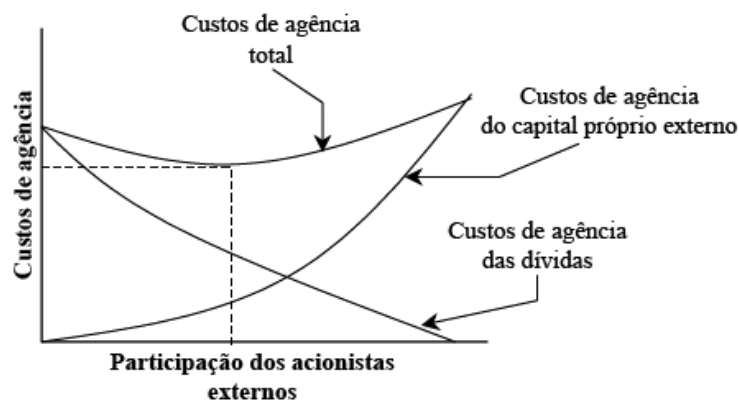 Custos de agência
total
Custos de agência
do capital próprio externo
Custos de agência
das dívidas
Custos de agência
Participação dos acionistas
externos